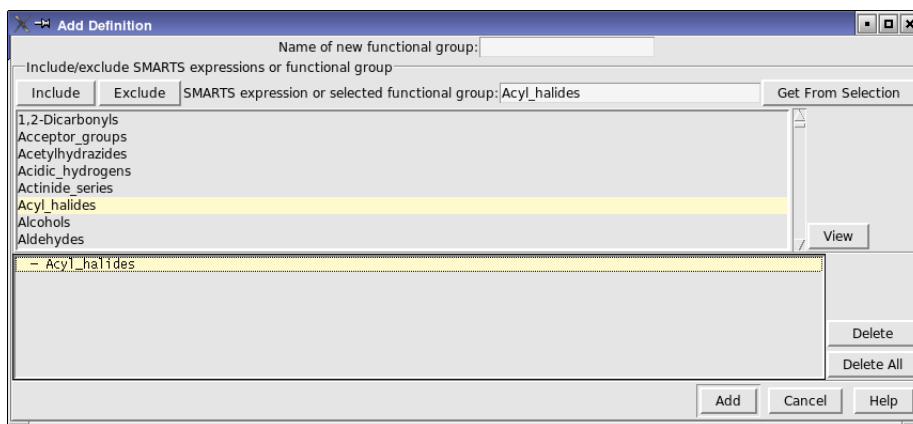 Add Definition
Name of new functional group:
Include/exclude SMARTS expressions or functional group
Include Exclude SMARTS expression or selected functional group: Acyl_halides Get From Selection
1,2-Dicarbonyls
Acceptor_groups
Acetylhydrazides
Acidic_hydrogens
Actinide_series
Acyl_halides
Alcohols
Aldehydes
View
– Acyl_halides
Delete
Delete All
Add Cancel Help